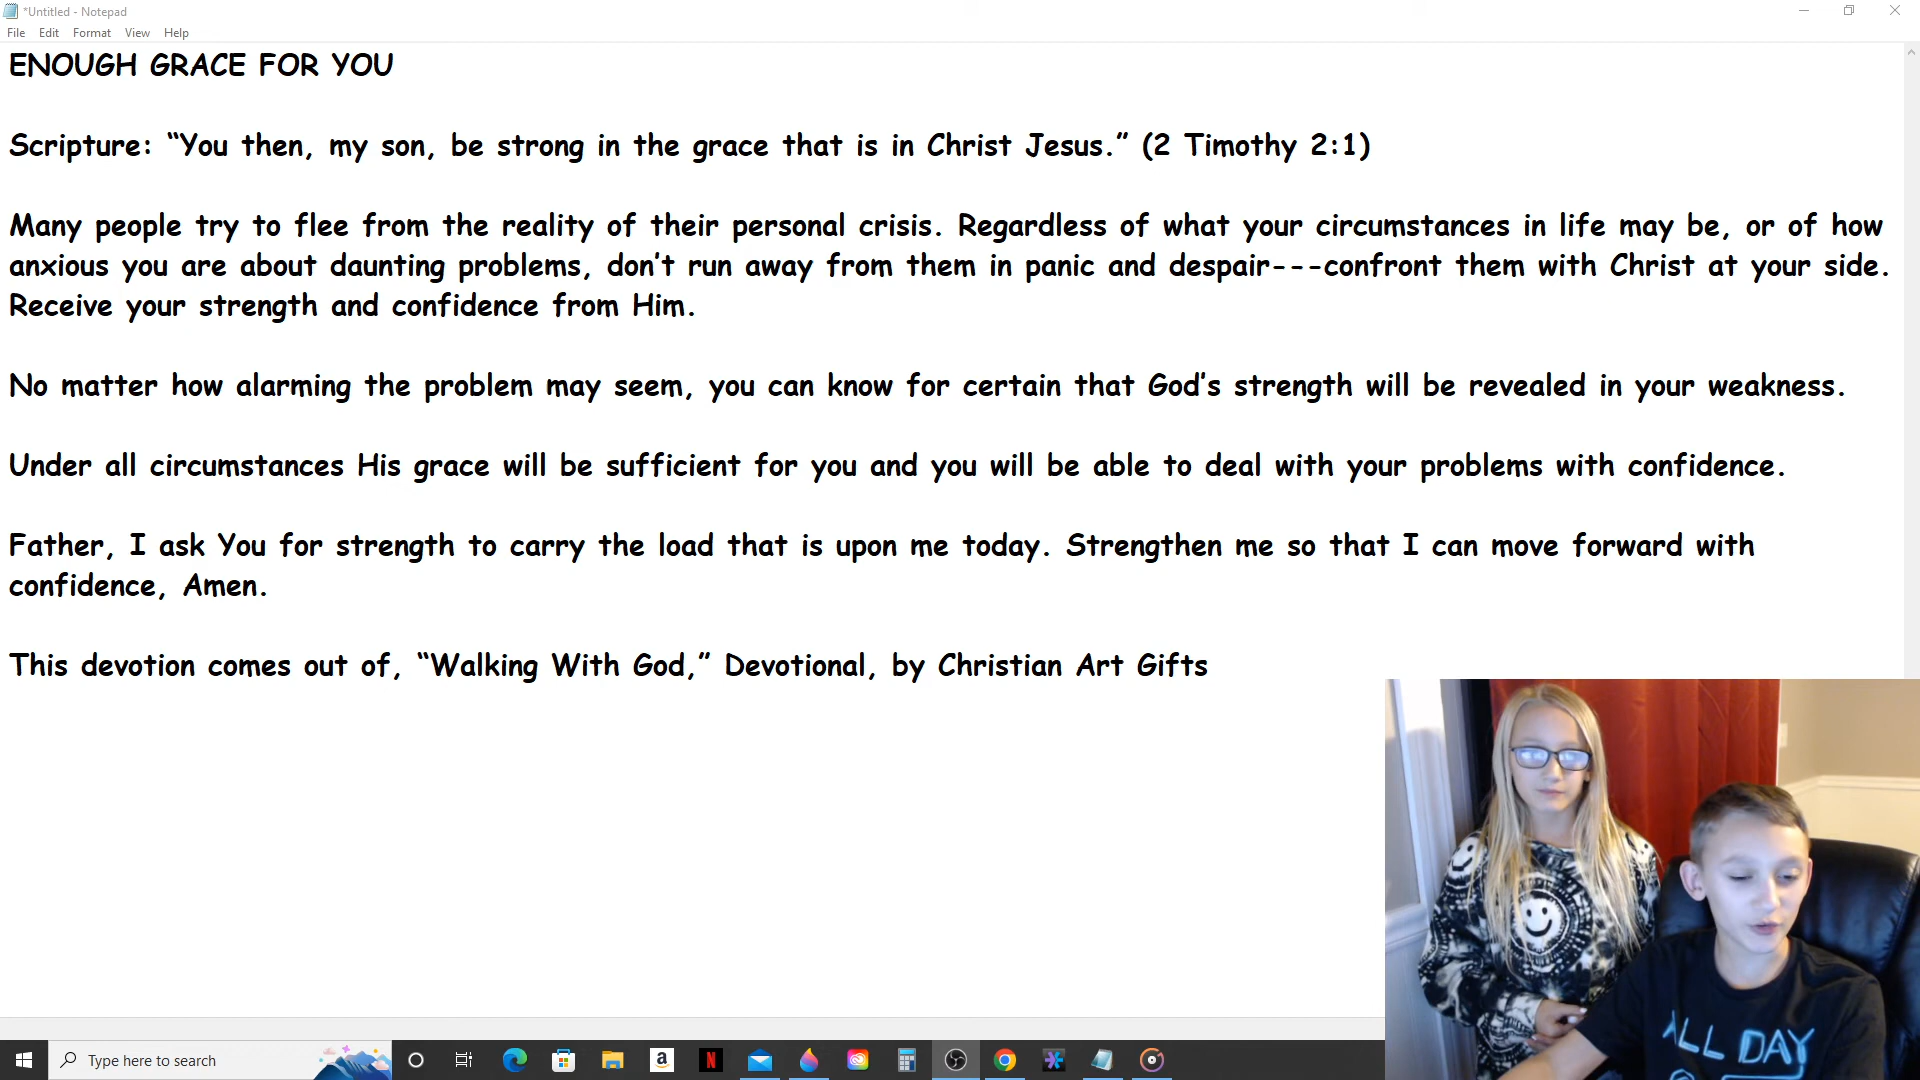 *Untitled - Notepad
File Edit Format View Help
ENOUGH GRACE FOR YOU
Scripture: “You then, my son, be strong in the grace that is in Christ Jesus.” (2 Timothy 2:1)
Many people try to flee from the reality of their personal crisis. Regardless of what your circumstances in life may be, or of how
anxious you are about daunting problems, don’t run away from them in panic and despair---confront them with Christ at your side.
Receive your strength and confidence from Him.
No matter how alarming the problem may seem, you can know for certain that God’s strength will be revealed in your weakness.
Under all circumstances His grace will be sufficient for you and you will be able to deal with your problems with confidence.
Father, I ask You for strength to carry the load that is upon me today. Strengthen me so that I can move forward with
confidence, Amen.
This devotion comes out of, “Walking With God,” Devotional, by Christian Art Gifts
ALL DAY
Type here to search